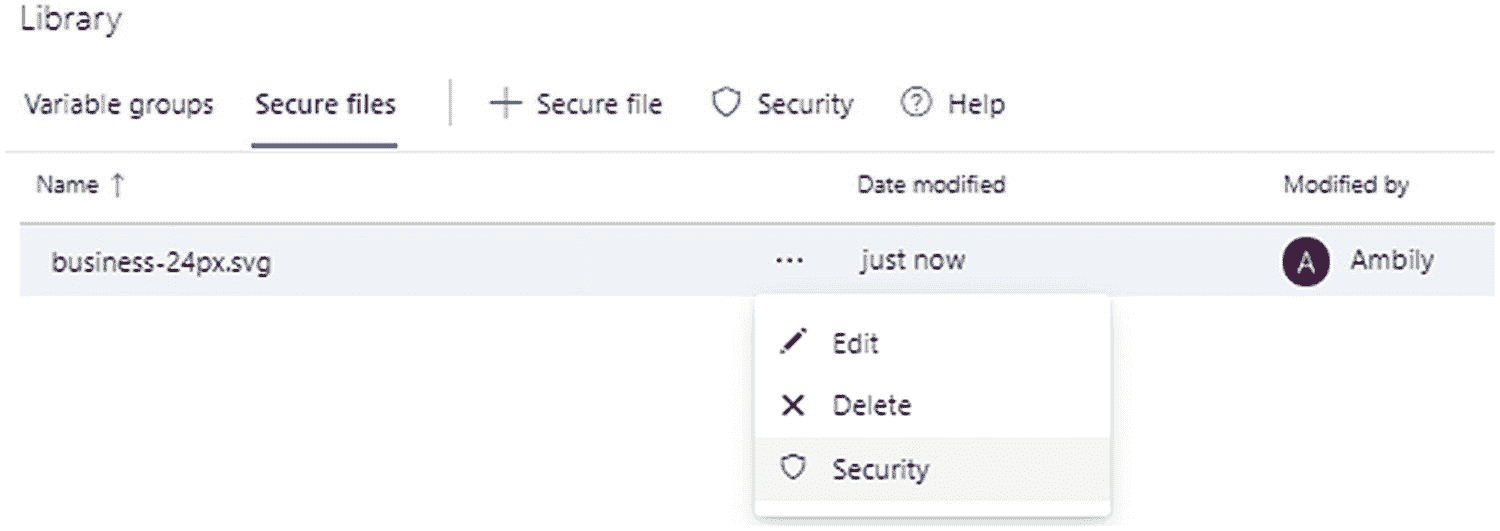 Library
Variable groups Secure files + Secure file Security Help
Name ↑ Date modified Modified by
business-24px.svg ... just now A Ambily
Edit
Delete
Security